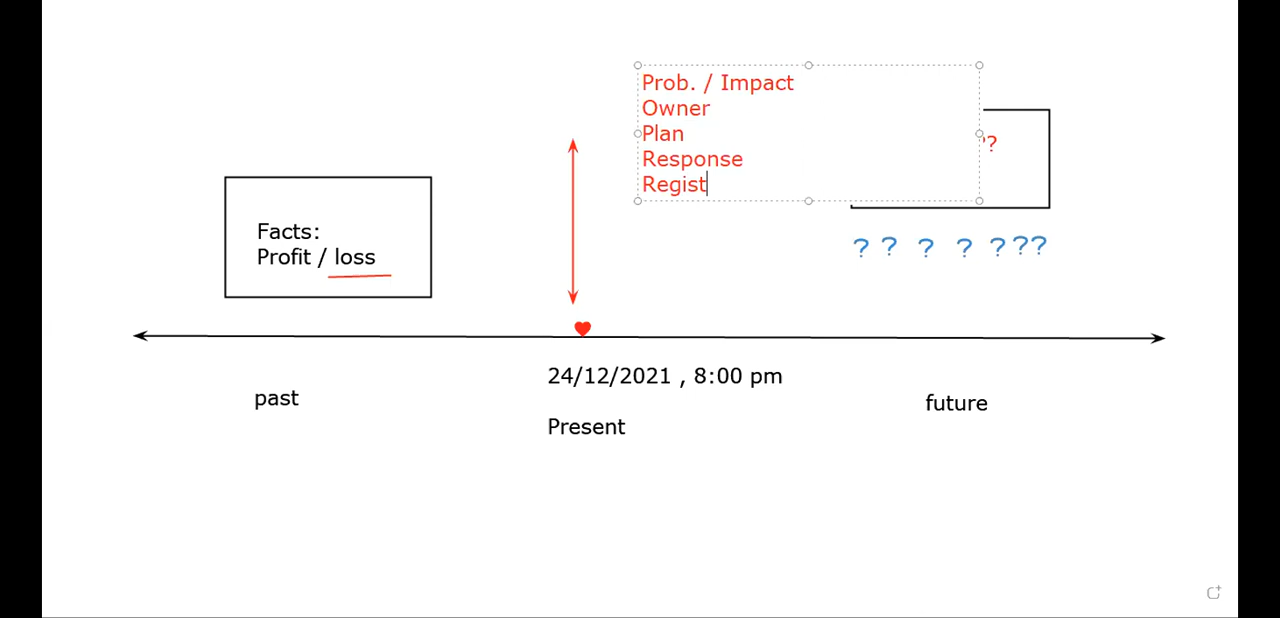 Prob. / Impact
Owner
Plan
Response
Regist
??
Facts:
Profit / loss
? ? ? ? ? ??
24/12/2021 , 8:00 pm
past
future
Present